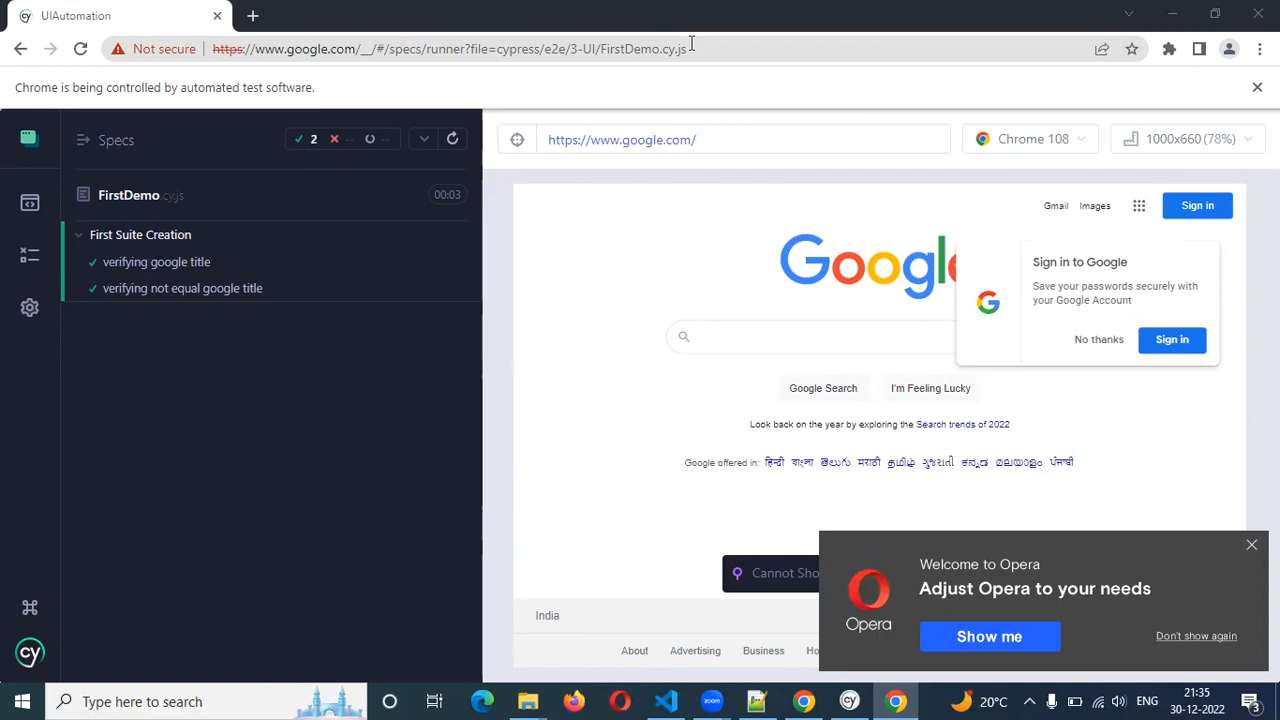 UIAutomation
Not secure https://www.google.com/__/#/specs/runner?file=cypress/e2e/3-UI/FirstDemo.cy.js
Chrome is being controlled by automated test software.
Specs
2 -- --
https://www.google.com/
Chrome 108
1000x660 (78%)
FirstDemo.cy.js
00:03
First Suite Creation
verifying google title
verifying not equal google title
Gmail Images
Sign in
Google
Sign in to Google
Save your passwords securely with
your Google Account
No thanks
Sign in
Google Search
I'm Feeling Lucky
Look back on the year by exploring the Search trends of 2022
Google offered in: हिन्दी বাংলা తెలుగు मराठी தமிழ் ગુજરાતી ಕನ್ನಡ മലയാളം ਪੰਜਾਬੀ
Cannot Sho
India
About Advertising Business
Welcome to Opera
Adjust Opera to your needs
Opera
Show me
Don't show again
cy
Type here to search
20°C
ENG
21:35
30-12-2022
3